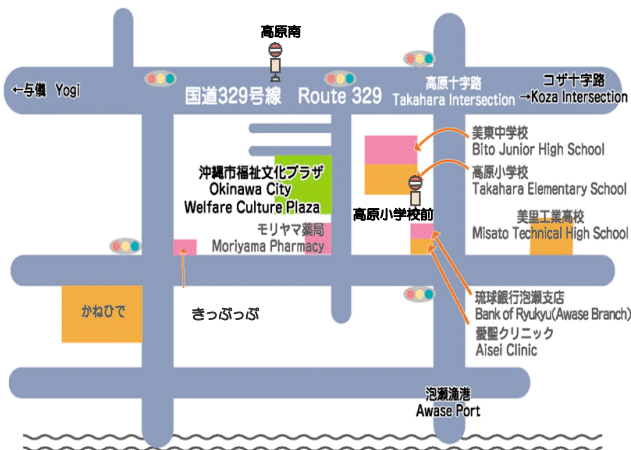 高原南
←与儀 Yogi
国道329号線 Route 329
高原十字路
Takahara Intersection
コザ十字路
→Koza Intersection
美東中学校
Bito Junior High School
高原小学校
Takahara Elementary School
沖縄市福祉文化プラザ
Okinawa City
Welfare Culture Plaza
高原小学校前
モリヤマ薬局
Moriyama Pharmacy
美里工業高校
Misato Technical High School
かねひで
きっぷっぷ
琉球銀行泡瀬支店
Bank of Ryukyu(Awase Branch)
愛聖クリニック
Aisei Clinic
泡瀬漁港
Awase Port